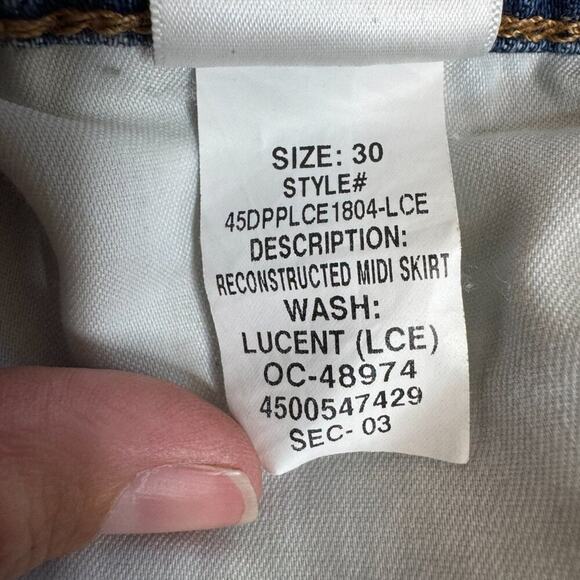 SIZE: 30
STYLE#
45DPPLCE1804-LCE
DESCRIPTION:
RECONSTRUCTED MIDI SKIRT
WASH:
LUCENT (LCE)
OC-48974
4500547429
SEC- 03